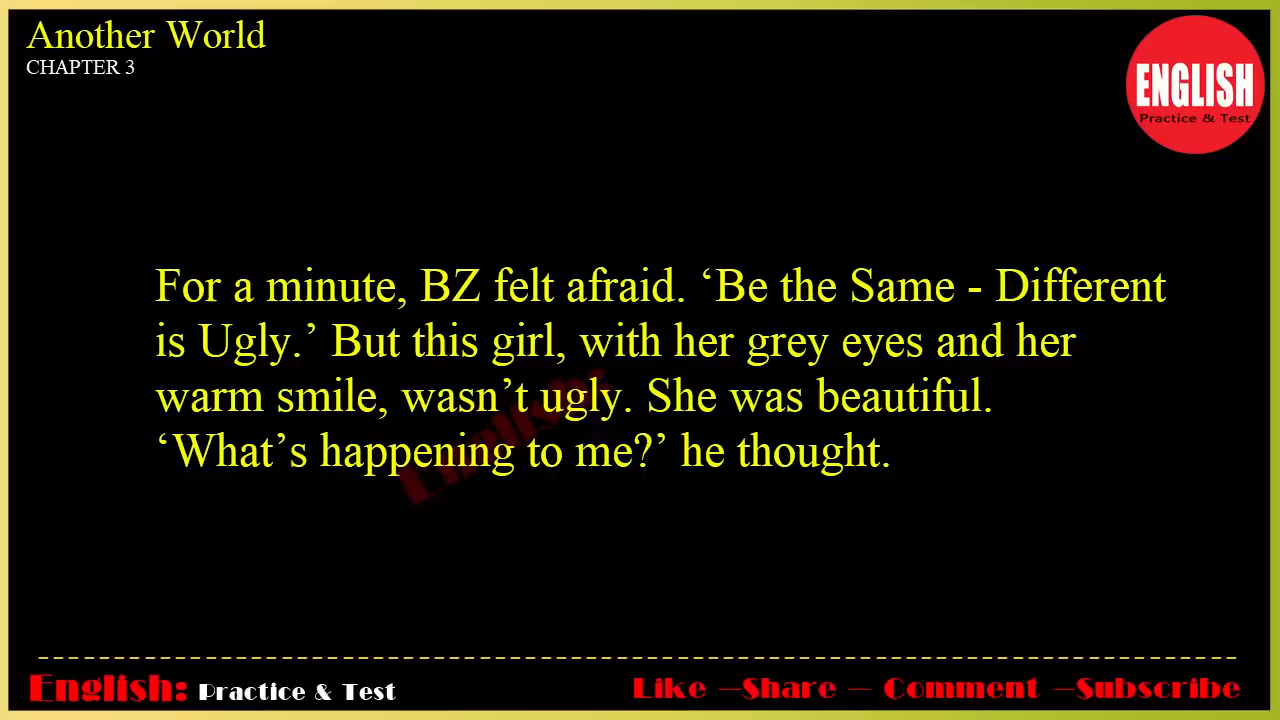 Another World
CHAPTER 3
ENGLISH
Practice & Test
For a minute, BZ felt afraid. ‘Be the Same - Different
is Ugly.’ But this girl, with her grey eyes and her
warm smile, wasn’t ugly. She was beautiful.
‘What’s happening to me?’ he thought.
English:
English: Practice & Test
Like —Share — Comment —Subscribe